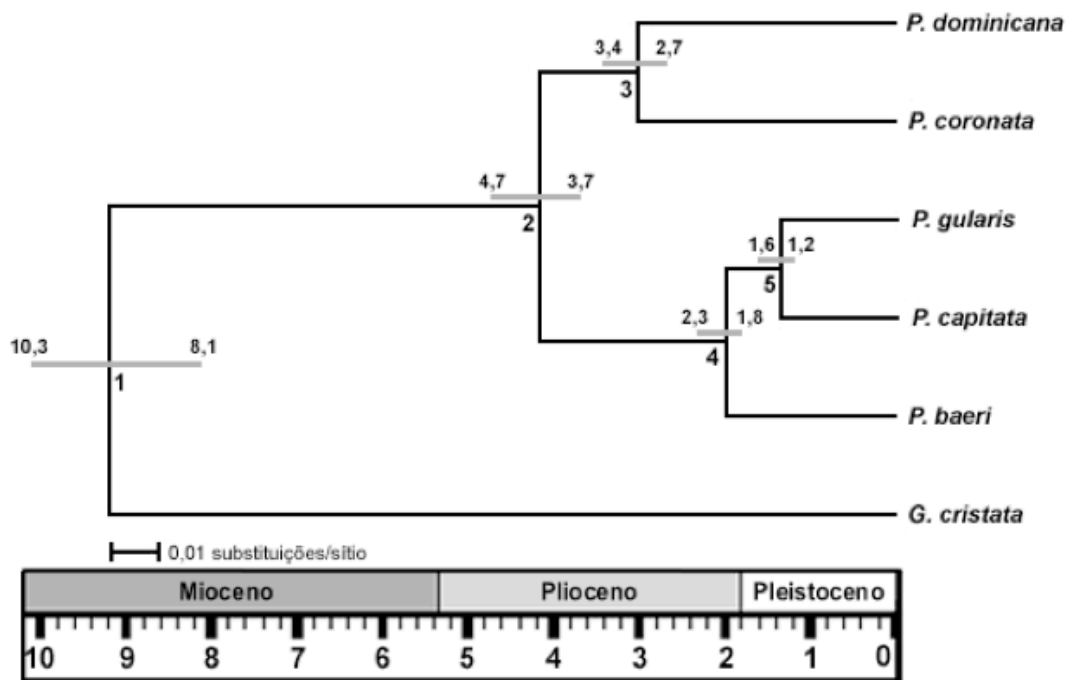 P. dominicana
3,4 2,7
3
P. coronata
4,7 3,7
2
P. gularis
1,6 1,2
5
P. capitata
2,3 1,8
4
10,3 8,1
1
P. baeri
G. cristata
0,01 substituições/sítio
Mioceno Plioceno Pleistoceno
10 9 8 7 6 5 4 3 2 1 0